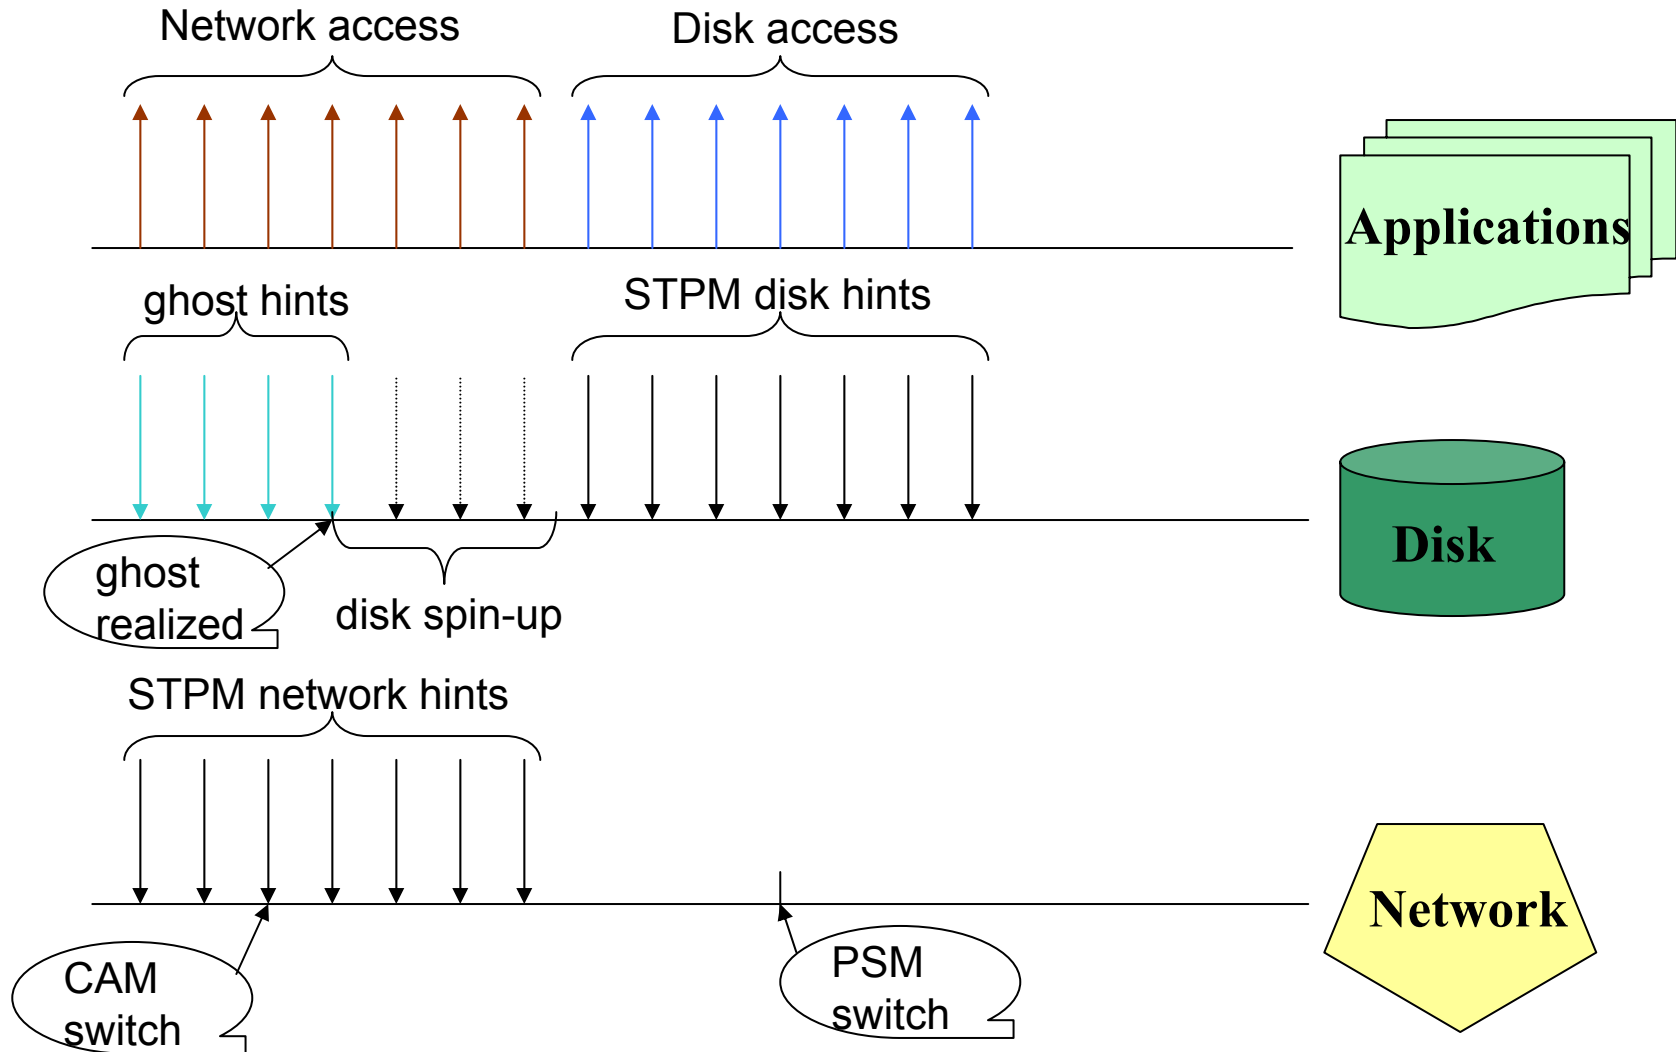 Network access
Disk access
Applications
ghost hints
STPM disk hints
Disk
ghost
realized
disk spin-up
STPM network hints
Network
CAM
switch
PSM
switch